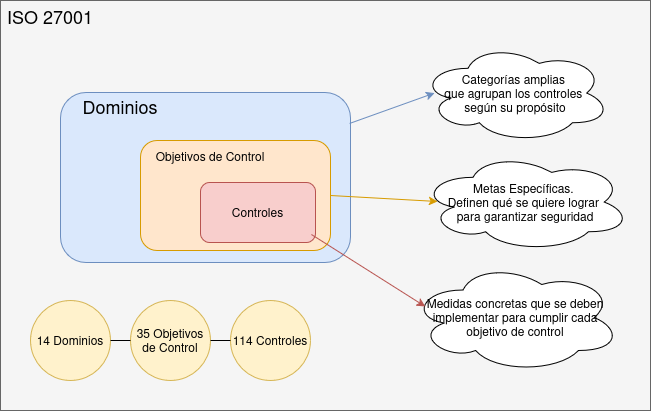 ISO 27001
Dominios
Objetivos de Control
Controles
Categorías amplias
que agrupan los controles
según su propósito
Metas Específicas.
Definen qué se quiere lograr
para garantizar seguridad
Medidas concretas que se deben
implementar para cumplir cada
objetivo de control
14 Dominios
35 Objetivos
de Control
114 Controles